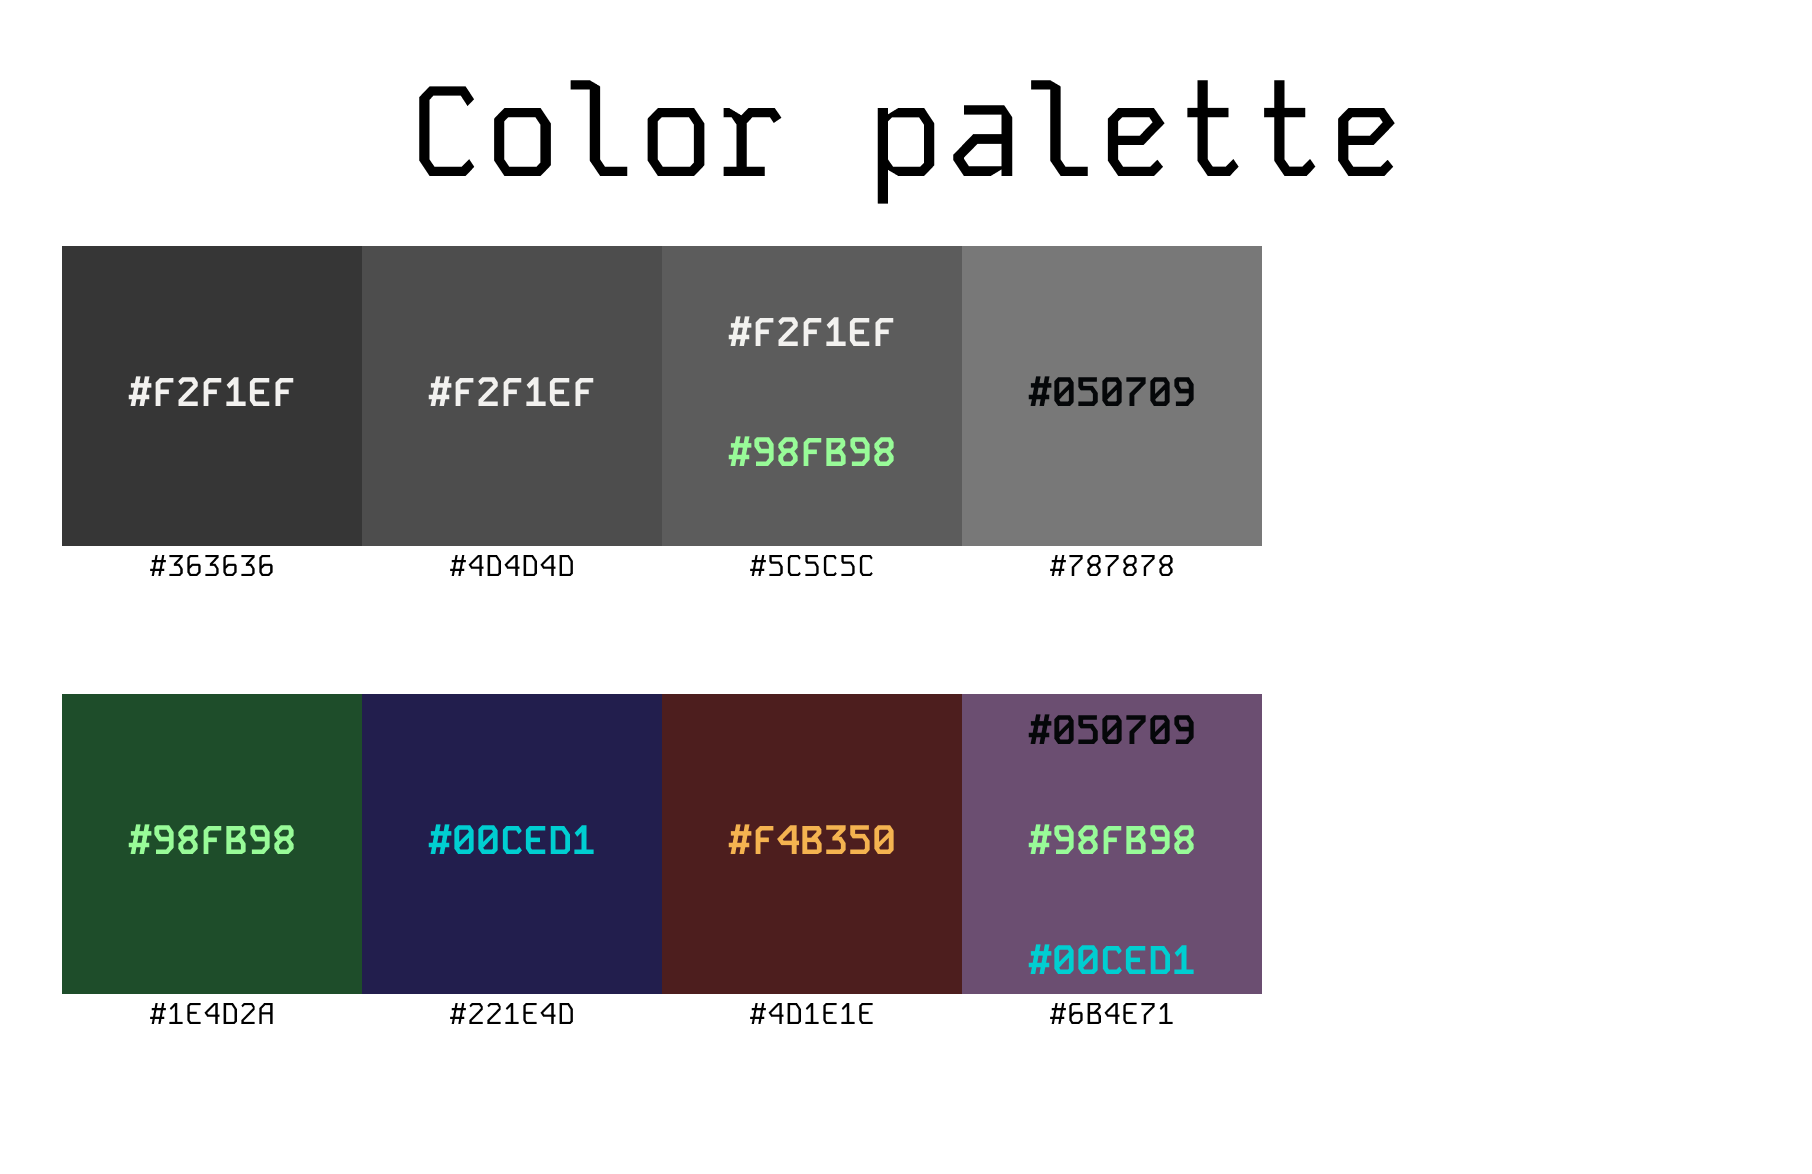 Color palette
#F2F1EF
#F2F1EF
#F2F1EF
#98FB98
#050709
#363636
#4D4D4D
#5C5C5C
#787878
#98FB98
#00CED1
#F4B350
#050709
#98FB98
#00CED1
#1E4D2A
#221E4D
#4D1E1E
#6B4E71